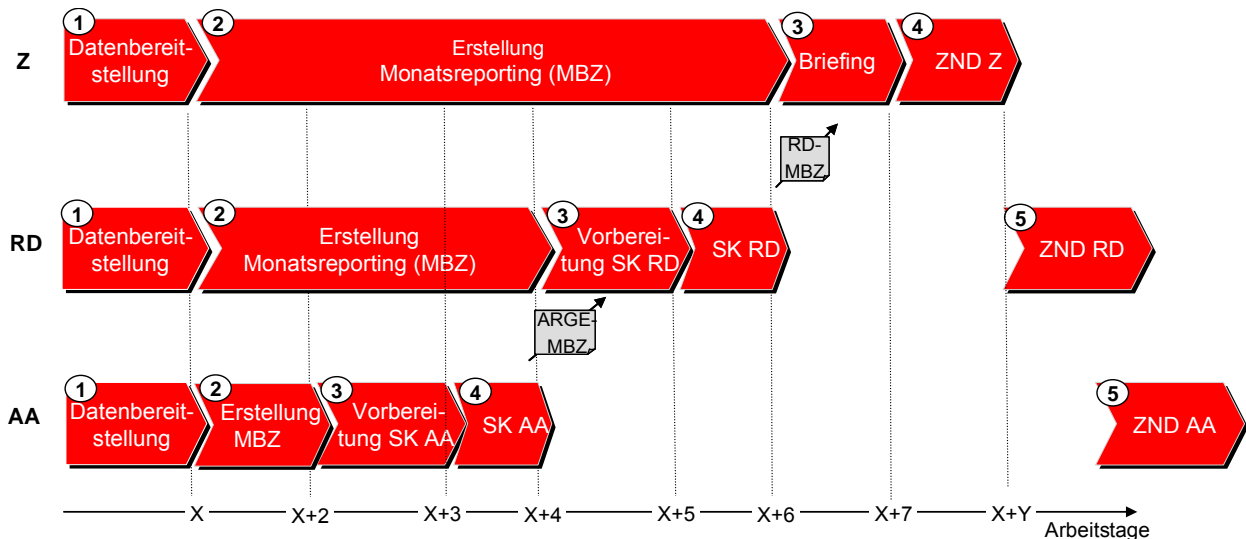 1
Datenbereit-
stellung
2
Erstellung
Monatsreporting (MBZ)
3
Briefing
4
ZND Z
Z
RD-
MBZ
1
Datenbereit-
stellung
2
Erstellung
Monatsreporting (MBZ)
3
Vorberei-
tung SK RD
4
SK RD
5
ZND RD
RD
ARGE-
MBZ
1
Datenbereit-
stellung
2
Erstellung
MBZ
3
Vorberei-
tung SK AA
4
SK AA
5
ZND AA
AA
X
X+2
X+3
X+4
X+5
X+6
X+7
X+Y
Arbeitstage